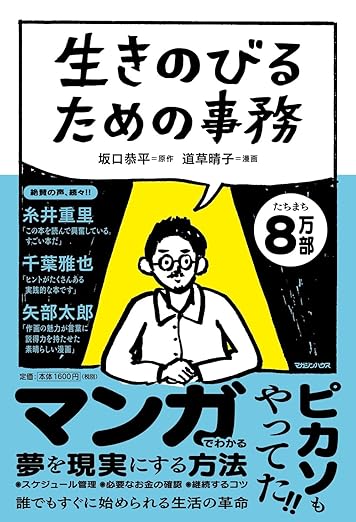 生きのびる
ための事務
坂口恭平=原作 道草晴子=漫画
絶賛の声、続々!!
糸井重里
「この本を読んで興奮している。
すごい本だ」
千葉雅也
「ヒントがたくさんある
実践的な本です」
矢部太郎
「作画の魅力が言葉に
説得力を持たせた
素晴らしい漫画」
たちまち
8万部
マガジンハウス
定価:本体1600円(税別)
ピカソも
やってた!!
マンガでわかる
夢を現実にする方法
●スケジュール管理 ●必要なお金の確認 ●継続するコツ
誰でもすぐに始められる生活の革命